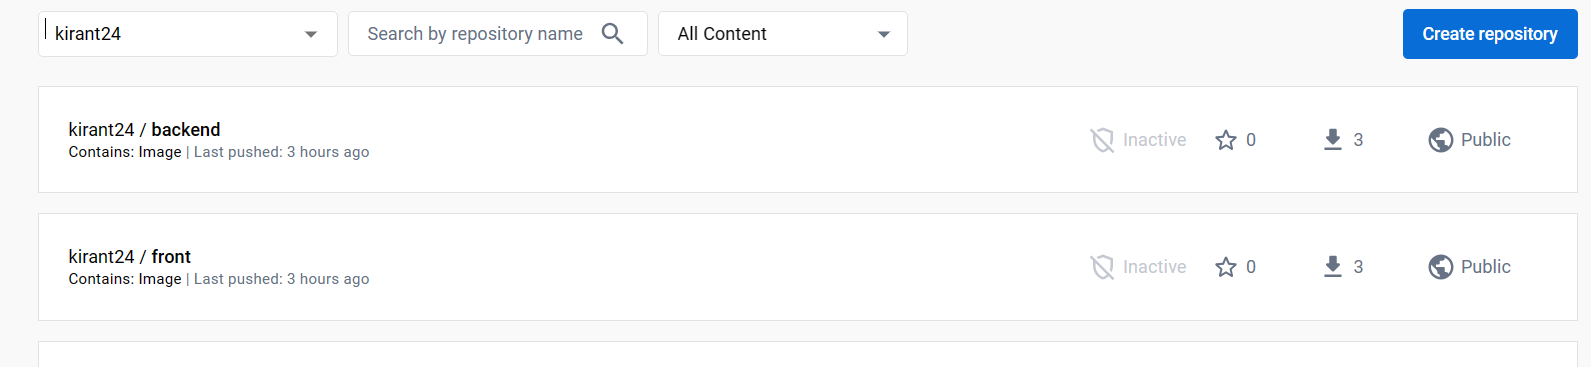 kirant24 Search by repository name All Content Create repository
kirant24 / backend
Contains: Image | Last pushed: 3 hours ago
Inactive 0 3 Public
kirant24 / front
Contains: Image | Last pushed: 3 hours ago
Inactive 0 3 Public